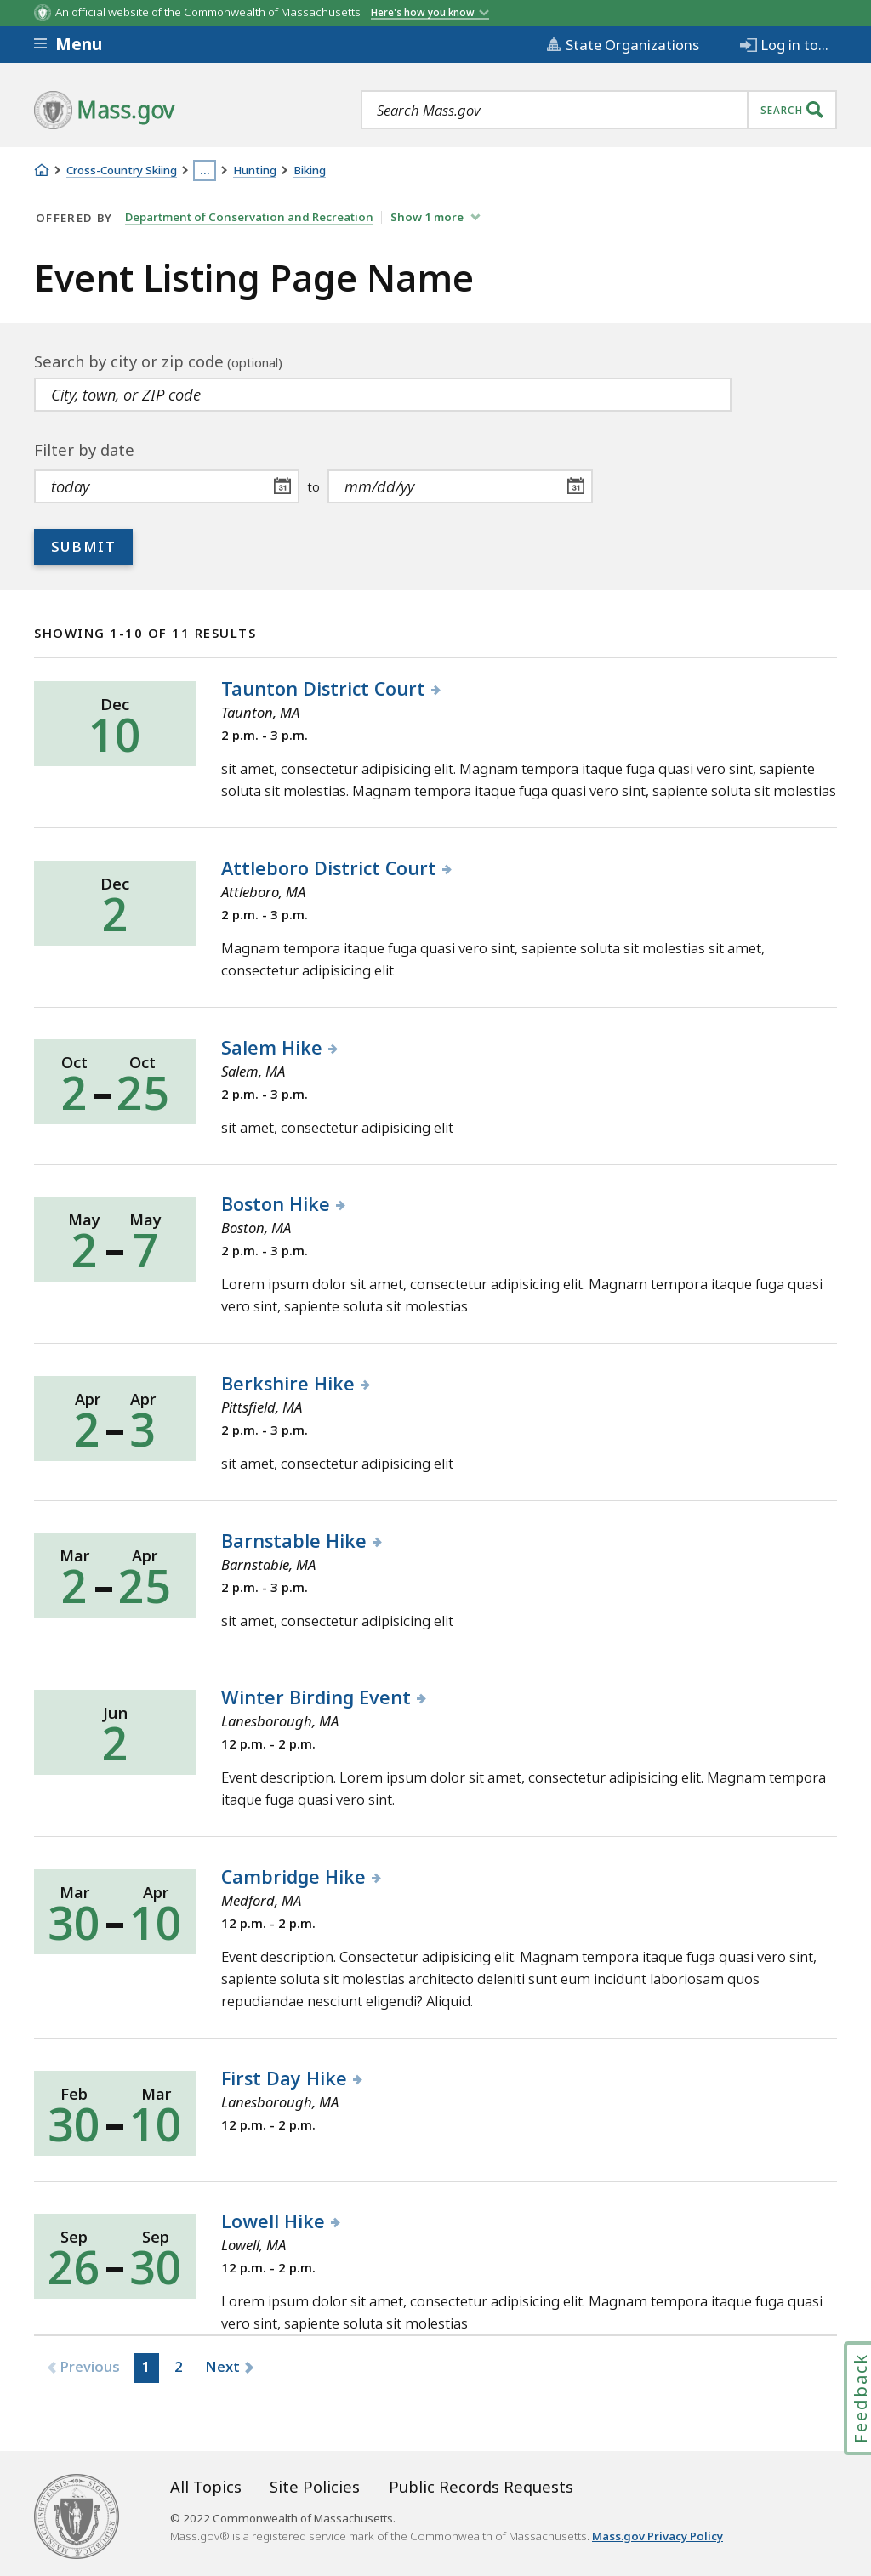 An official website of the Commonwealth of Massachusetts Here's how you know
Menu State Organizations Log in to...
Mass.gov Search Mass.gov SEARCH
Cross-Country Skiing ... Hunting Biking
OFFERED BY Department of Conservation and Recreation Show 1 more
Event Listing Page Name
Search by city or zip code (optional)
City, town, or ZIP code
Filter by date
today 31 to mm/dd/yy 31
SUBMIT
SHOWING 1-10 OF 11 RESULTS
Dec
10
Taunton District Court
Taunton, MA
2 p.m. - 3 p.m.
sit amet, consectetur adipisicing elit. Magnam tempora itaque fuga quasi vero sint, sapiente
soluta sit molestias. Magnam tempora itaque fuga quasi vero sint, sapiente soluta sit molestias
Dec
2
Attleboro District Court
Attleboro, MA
2 p.m. - 3 p.m.
Magnam tempora itaque fuga quasi vero sint, sapiente soluta sit molestias sit amet,
consectetur adipisicing elit
Oct Oct
2 – 25
Salem Hike
Salem, MA
2 p.m. - 3 p.m.
sit amet, consectetur adipisicing elit
May May
2 – 7
Boston Hike
Boston, MA
2 p.m. - 3 p.m.
Lorem ipsum dolor sit amet, consectetur adipisicing elit. Magnam tempora itaque fuga quasi
vero sint, sapiente soluta sit molestias
Apr Apr
2 – 3
Berkshire Hike
Pittsfield, MA
2 p.m. - 3 p.m.
sit amet, consectetur adipisicing elit
Mar Apr
2 – 25
Barnstable Hike
Barnstable, MA
2 p.m. - 3 p.m.
sit amet, consectetur adipisicing elit
Jun
2
Winter Birding Event
Lanesborough, MA
12 p.m. - 2 p.m.
Event description. Lorem ipsum dolor sit amet, consectetur adipisicing elit. Magnam tempora
itaque fuga quasi vero sint.
Mar Apr
30 – 10
Cambridge Hike
Medford, MA
12 p.m. - 2 p.m.
Event description. Consectetur adipisicing elit. Magnam tempora itaque fuga quasi vero sint,
sapiente soluta sit molestias architecto deleniti sunt eum incidunt laboriosam quos
repudiandae nesciunt eligendi? Aliquid.
Feb Mar
30 – 10
First Day Hike
Lanesborough, MA
12 p.m. - 2 p.m.
Sep Sep
26 – 30
Lowell Hike
Lowell, MA
12 p.m. - 2 p.m.
Lorem ipsum dolor sit amet, consectetur adipisicing elit. Magnam tempora itaque fuga quasi
vero sint, sapiente soluta sit molestias
Previous 1 2 Next
Feedback
All Topics Site Policies Public Records Requests
© 2022 Commonwealth of Massachusetts.
Mass.gov® is a registered service mark of the Commonwealth of Massachusetts. Mass.gov Privacy Policy